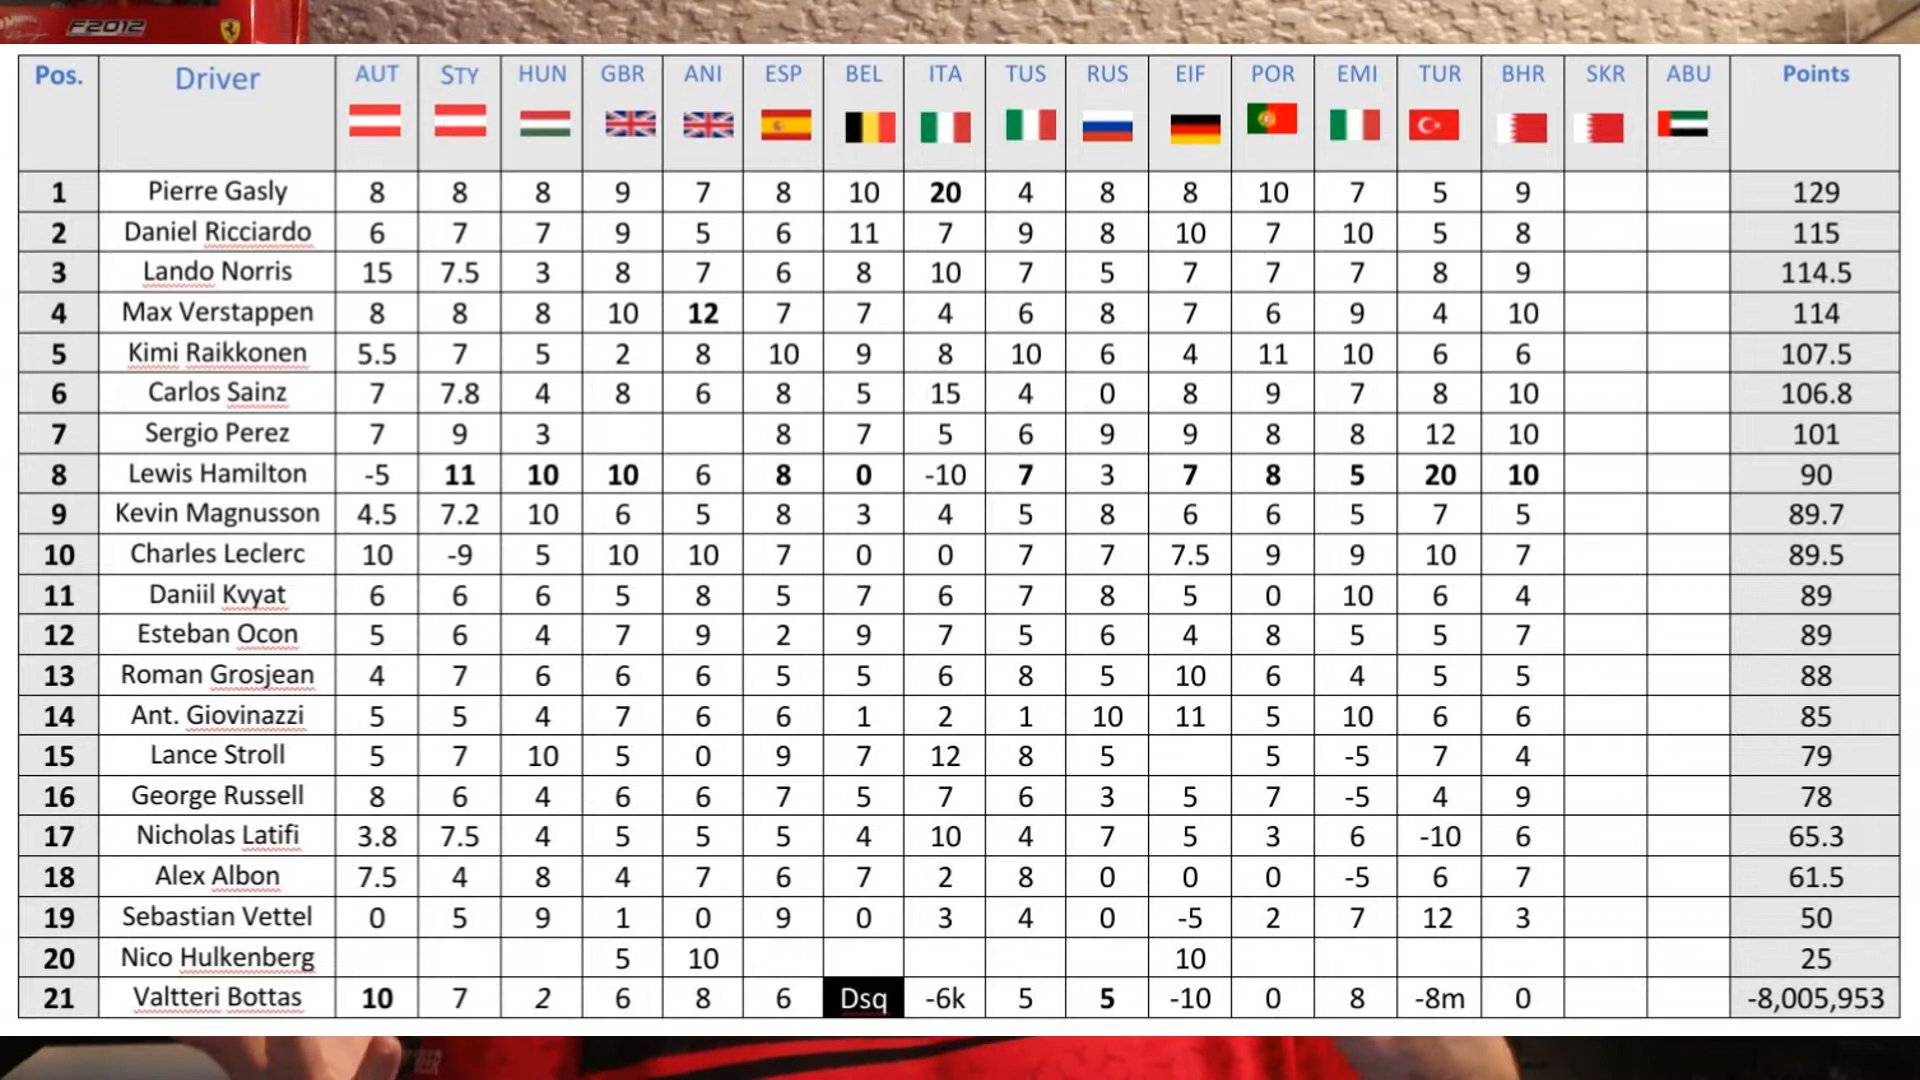 F2012
Pos. Driver AUT STY HUN GBR ANI ESP BEL ITA TUS RUS EIF POR EMI TUR BHR SKR ABU Points
1 Pierre Gasly 8 8 8 9 7 8 10 20 4 8 8 10 7 5 9 129
2 Daniel Ricciardo 6 7 7 9 5 6 11 7 9 8 10 7 10 5 8 115
3 Lando Norris 15 7.5 3 8 7 6 8 10 7 5 7 7 7 8 9 114.5
4 Max Verstappen 8 8 8 10 12 7 7 4 6 8 7 6 9 4 10 114
5 Kimi Raikkonen 5.5 7 5 2 8 10 9 8 10 6 4 11 10 6 6 107.5
6 Carlos Sainz 7 7.8 4 8 6 8 5 15 4 0 8 9 7 8 10 106.8
7 Sergio Perez 7 9 3 8 7 5 6 9 9 8 8 12 10 101
8 Lewis Hamilton -5 11 10 10 6 8 0 -10 7 3 7 8 5 20 10 90
9 Kevin Magnusson 4.5 7.2 10 6 5 8 3 4 5 8 6 6 5 7 5 89.7
10 Charles Leclerc 10 -9 5 10 10 7 0 0 7 7 7.5 9 9 10 7 89.5
11 Daniil Kvyat 6 6 6 5 8 5 7 6 7 8 5 0 10 6 4 89
12 Esteban Ocon 5 6 4 7 9 2 9 7 5 6 4 8 5 5 7 89
13 Roman Grosjean 4 7 6 6 6 5 5 6 8 5 10 6 4 5 5 88
14 Ant. Giovinazzi 5 5 4 7 6 6 1 2 1 10 11 5 10 6 6 85
15 Lance Stroll 5 7 10 5 0 9 7 12 8 5 5 -5 7 4 79
16 George Russell 8 6 4 6 6 7 5 7 6 3 5 7 -5 4 9 78
17 Nicholas Latifi 3.8 7.5 4 5 5 5 4 10 4 7 5 3 6 -10 6 65.3
18 Alex Albon 7.5 4 8 4 7 6 7 2 8 0 0 0 -5 6 7 61.5
19 Sebastian Vettel 0 5 9 1 0 9 0 3 4 0 -5 2 7 12 3 50
20 Nico Hulkenberg 5 10 10 25
21 Valtteri Bottas 10 7 2 6 8 6 Dsq -6k 5 5 -10 0 8 -8m 0 -8,005,953